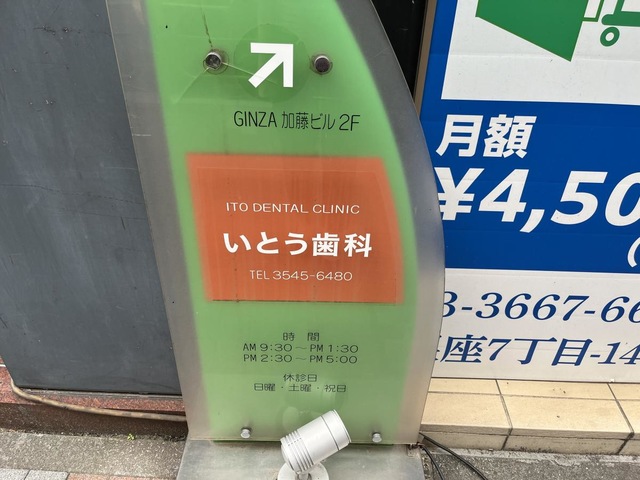 GINZA 加藤ビル 2F
ITO DENTAL CLINIC
いとう歯科
TEL 3545-6480
時間
AM 9:30～PM 1:30
PM 2:30～PM 5:00
休診日
日曜・土曜・祝日
月額
¥4,50
3-3667-66
座7丁目-14